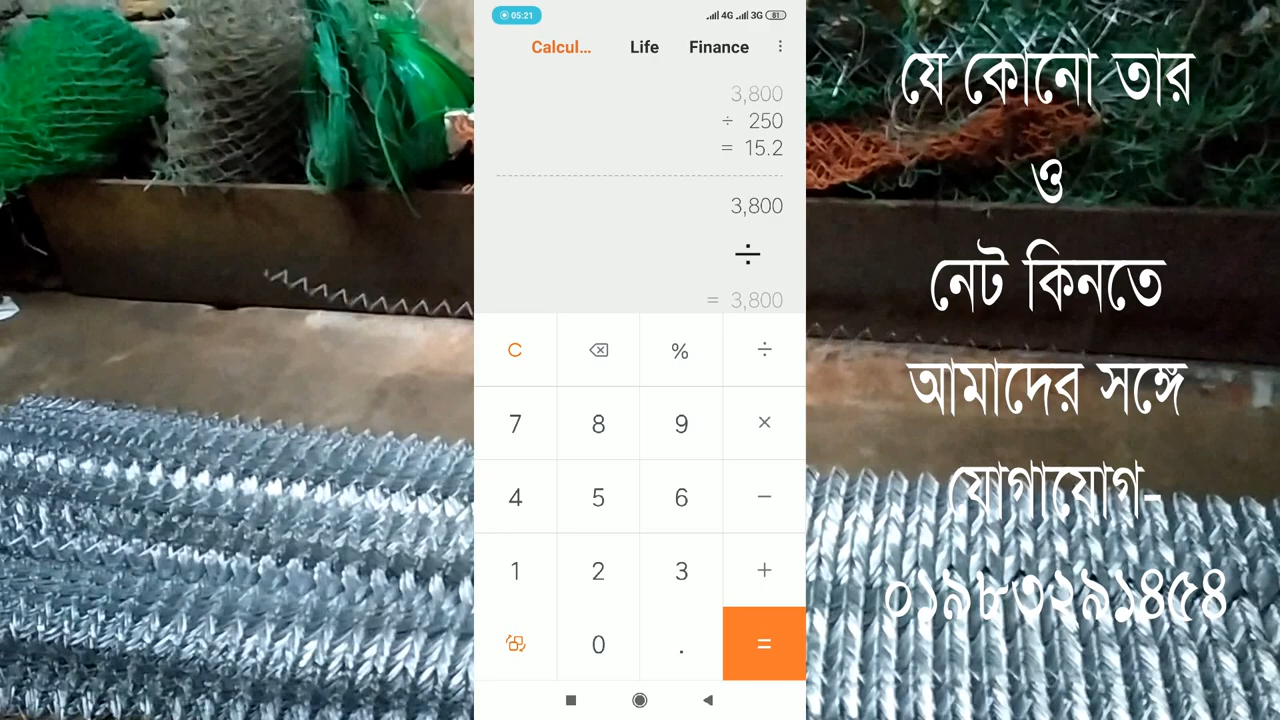 05:21
4G 3G 81
Calcul... Life Finance
3,800
÷ 250
= 15.2
3,800
÷
= 3,800
C % ÷
7 8 9 ×
4 5 6 −
1 2 3 +
0 . =
যে কোনো তার
ও
নেট কিনতে
আমাদের সঙ্গে
যোগাযোগ-
০১৯৮৩২৯১৪৫৪